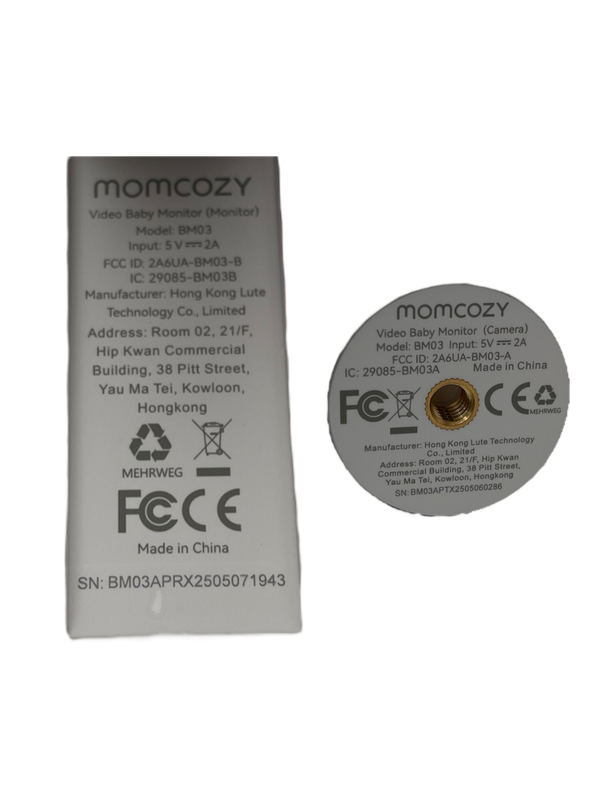 momcozy
Video Baby Monitor (Monitor)
Model: BM03
Input: 5 V⎓2A
FCC ID: 2A6UA-BM03-B
IC: 29085-BM03B
Manufacturer: Hong Kong Lute
Technology Co., Limited
Address: Room 02, 21/F,
Hip Kwan Commercial
Building, 38 Pitt Street,
Yau Ma Tei, Kowloon,
Hongkong
MEHRWEG
FC CE
Made in China
SN: BM03APRX2505071943
momcozy
Video Baby Monitor (Camera)
Model: BM03 Input: 5V⎓2A
FCC ID: 2A6UA-BM03-A
IC: 29085-BM03A Made in China
FC CE
MEHRWEG
Manufacturer: Hong Kong Lute Technology
Co., Limited
Address: Room 02, 21/F, Hip Kwan
Commercial Building, 38 Pitt Street,
Yau Ma Tei, Kowloon, Hongkong
SN: BM03APTX2505060286